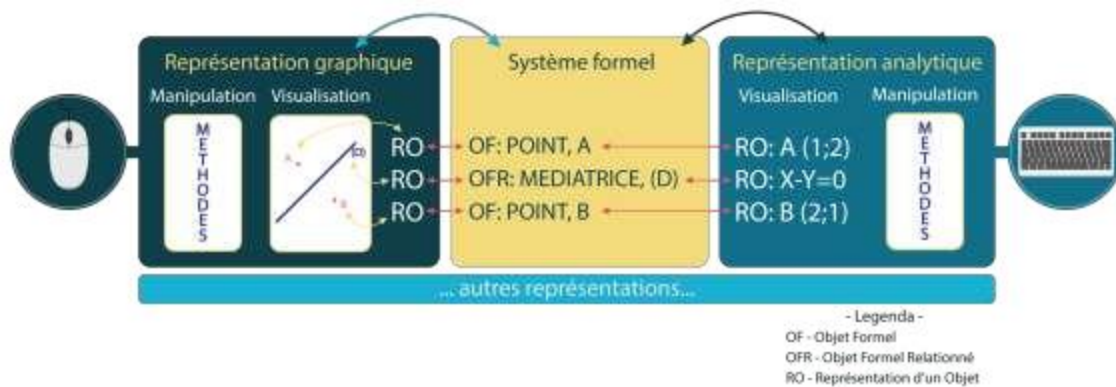 Représentation graphique
Manipulation Visualisation
METHODES
(D)
A
B
RO
RO
RO
Système formel
OF: POINT, A
OFR: MEDIATRICE, (D)
OF: POINT, B
Représentation analytique
Visualisation Manipulation
RO: A (1;2)
RO: X-Y=0
RO: B (2;1)
METHODES
... autres représentations...
- Legenda -
OF - Objet Formel
OFR - Objet Formel Relationné
RO - Représentation d'un Objet